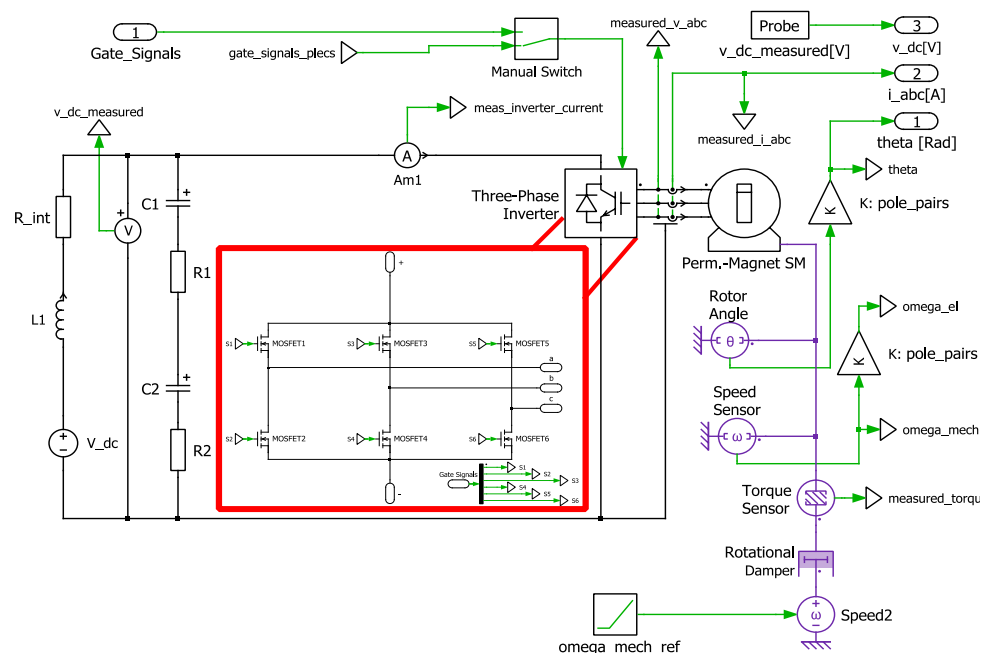 1
Gate_Signals
gate_signals_plecs
Manual Switch
measured_v_abc
Probe
v_dc_measured[V]
3
v_dc[V]
2
i_abc[A]
measured_i_abc
1
theta [Rad]
theta
K
K: pole_pairs
v_dc_measured
meas_inverter_current
A
Am1
Three-Phase
Inverter
Perm.-Magnet SM
R_int
V
C1
R1
L1
C2
R2
V_dc
+
S1
MOSFET1
S3
MOSFET3
S5
MOSFET5
a
b
c
S2
MOSFET2
S4
MOSFET4
S6
MOSFET6
Gate Signals
S1
S2
S3
S4
S5
S6
-
Rotor
Angle
θ
omega_el
K
K: pole_pairs
Speed
Sensor
ω
omega_mech
Torque
Sensor
measured_torqu
Rotational
Damper
ω
Speed2
omega_mech_ref